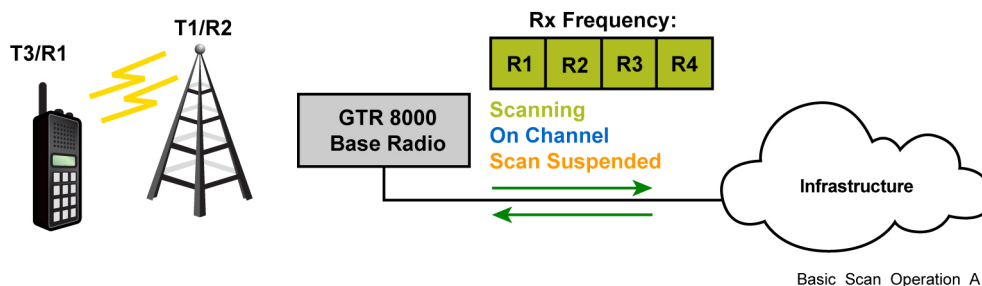 Rx Frequency:
T1/R2
T3/R1
R1 R2 R3 R4
GTR 8000
Base Radio
Scanning
On Channel
Scan Suspended
Infrastructure
Basic Scan Operation A